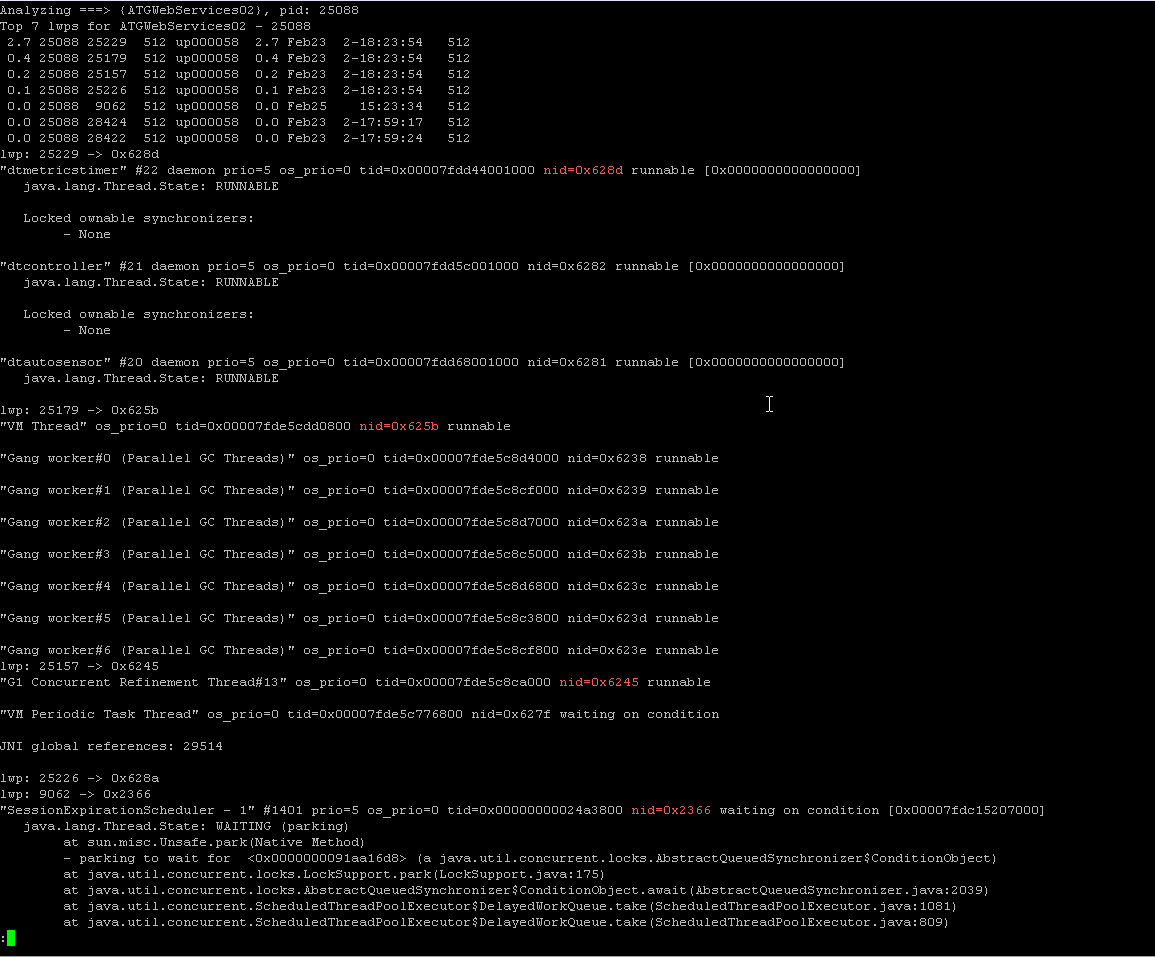 Analyzing ===> {ATGWebServices02}, pid: 25088
Top 7 lwps for ATGWebServices02 - 25088
 2.7 25088 25229  512 up000058  2.7 Feb23  2-18:23:54   512
 0.4 25088 25179  512 up000058  0.4 Feb23  2-18:23:54   512
 0.2 25088 25157  512 up000058  0.2 Feb23  2-18:23:54   512
 0.1 25088 25226  512 up000058  0.1 Feb23  2-18:23:54   512
 0.0 25088  9062  512 up000058  0.0 Feb25    15:23:34   512
 0.0 25088 28424  512 up000058  0.0 Feb23  2-17:59:17   512
 0.0 25088 28422  512 up000058  0.0 Feb23  2-17:59:24   512
lwp: 25229 -> 0x628d
"dtmetricstimer" #22 daemon prio=5 os_prio=0 tid=0x00007fdd44001000 nid=0x628d runnable [0x0000000000000000]
   java.lang.Thread.State: RUNNABLE
   Locked ownable synchronizers:
        - None
"dtcontroller" #21 daemon prio=5 os_prio=0 tid=0x00007fdd5c001000 nid=0x6282 runnable [0x0000000000000000]
   java.lang.Thread.State: RUNNABLE
   Locked ownable synchronizers:
        - None
"dtautosensor" #20 daemon prio=5 os_prio=0 tid=0x00007fdd68001000 nid=0x6281 runnable [0x0000000000000000]
   java.lang.Thread.State: RUNNABLE
lwp: 25179 -> 0x625b
"VM Thread" os_prio=0 tid=0x00007fde5cdd0800 nid=0x625b runnable
"Gang worker#0 (Parallel GC Threads)" os_prio=0 tid=0x00007fde5c8d4000 nid=0x6238 runnable
"Gang worker#1 (Parallel GC Threads)" os_prio=0 tid=0x00007fde5c8cf000 nid=0x6239 runnable
"Gang worker#2 (Parallel GC Threads)" os_prio=0 tid=0x00007fde5c8d7000 nid=0x623a runnable
"Gang worker#3 (Parallel GC Threads)" os_prio=0 tid=0x00007fde5c8c5000 nid=0x623b runnable
"Gang worker#4 (Parallel GC Threads)" os_prio=0 tid=0x00007fde5c8d6800 nid=0x623c runnable
"Gang worker#5 (Parallel GC Threads)" os_prio=0 tid=0x00007fde5c8c3800 nid=0x623d runnable
"Gang worker#6 (Parallel GC Threads)" os_prio=0 tid=0x00007fde5c8cf800 nid=0x623e runnable
lwp: 25157 -> 0x6245
"G1 Concurrent Refinement Thread#13" os_prio=0 tid=0x00007fde5c8ca000 nid=0x6245 runnable
"VM Periodic Task Thread" os_prio=0 tid=0x00007fde5c776800 nid=0x627f waiting on condition
JNI global references: 29514
lwp: 25226 -> 0x628a
lwp: 9062 -> 0x2366
"SessionExpirationScheduler - 1" #1401 prio=5 os_prio=0 tid=0x00000000024a3800 nid=0x2366 waiting on condition [0x00007fdc15207000]
   java.lang.Thread.State: WAITING (parking)
        at sun.misc.Unsafe.park(Native Method)
        - parking to wait for  <0x0000000091aa16d8> (a java.util.concurrent.locks.AbstractQueuedSynchronizer$ConditionObject)
        at java.util.concurrent.locks.LockSupport.park(LockSupport.java:175)
        at java.util.concurrent.locks.AbstractQueuedSynchronizer$ConditionObject.await(AbstractQueuedSynchronizer.java:2039)
        at java.util.concurrent.ScheduledThreadPoolExecutor$DelayedWorkQueue.take(ScheduledThreadPoolExecutor.java:1081)
        at java.util.concurrent.ScheduledThreadPoolExecutor$DelayedWorkQueue.take(ScheduledThreadPoolExecutor.java:809)
: